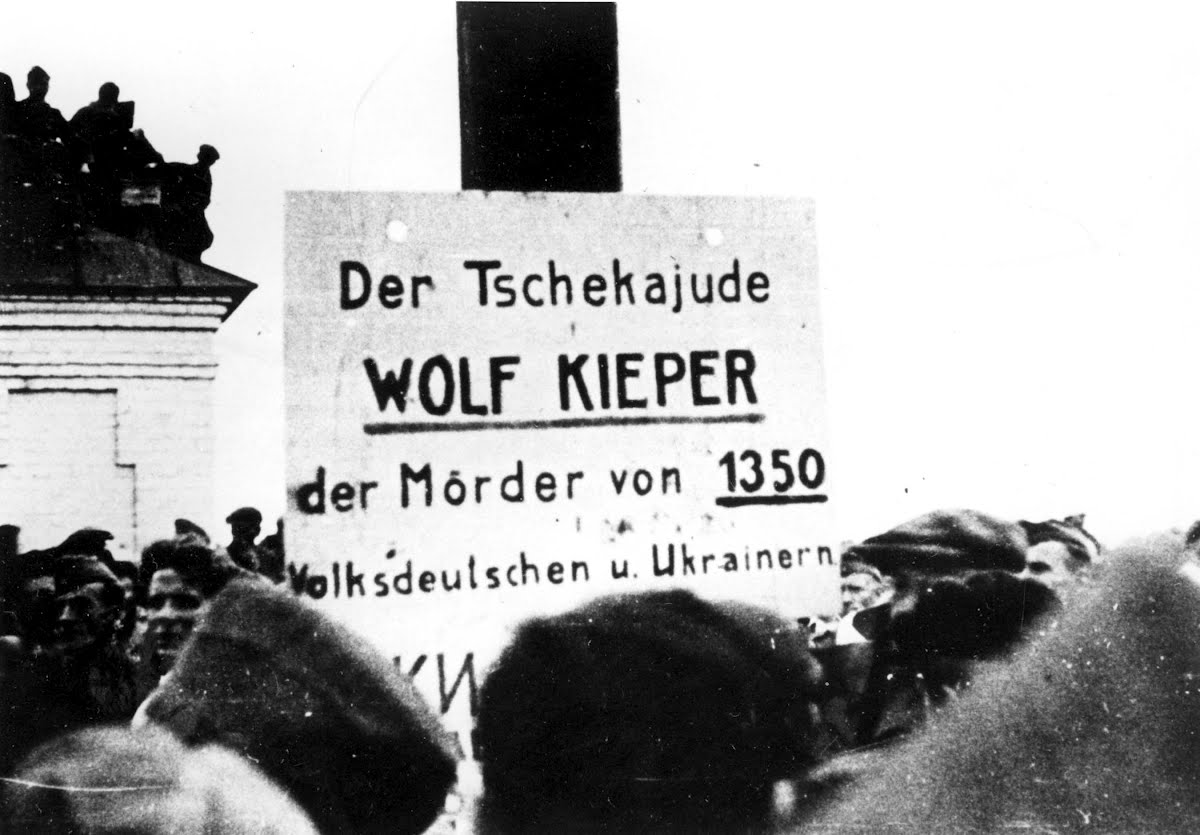 Der Tschekajude
WOLF KIEPER
der Mörder von 1350
Volksdeutschen u. Ukrainern